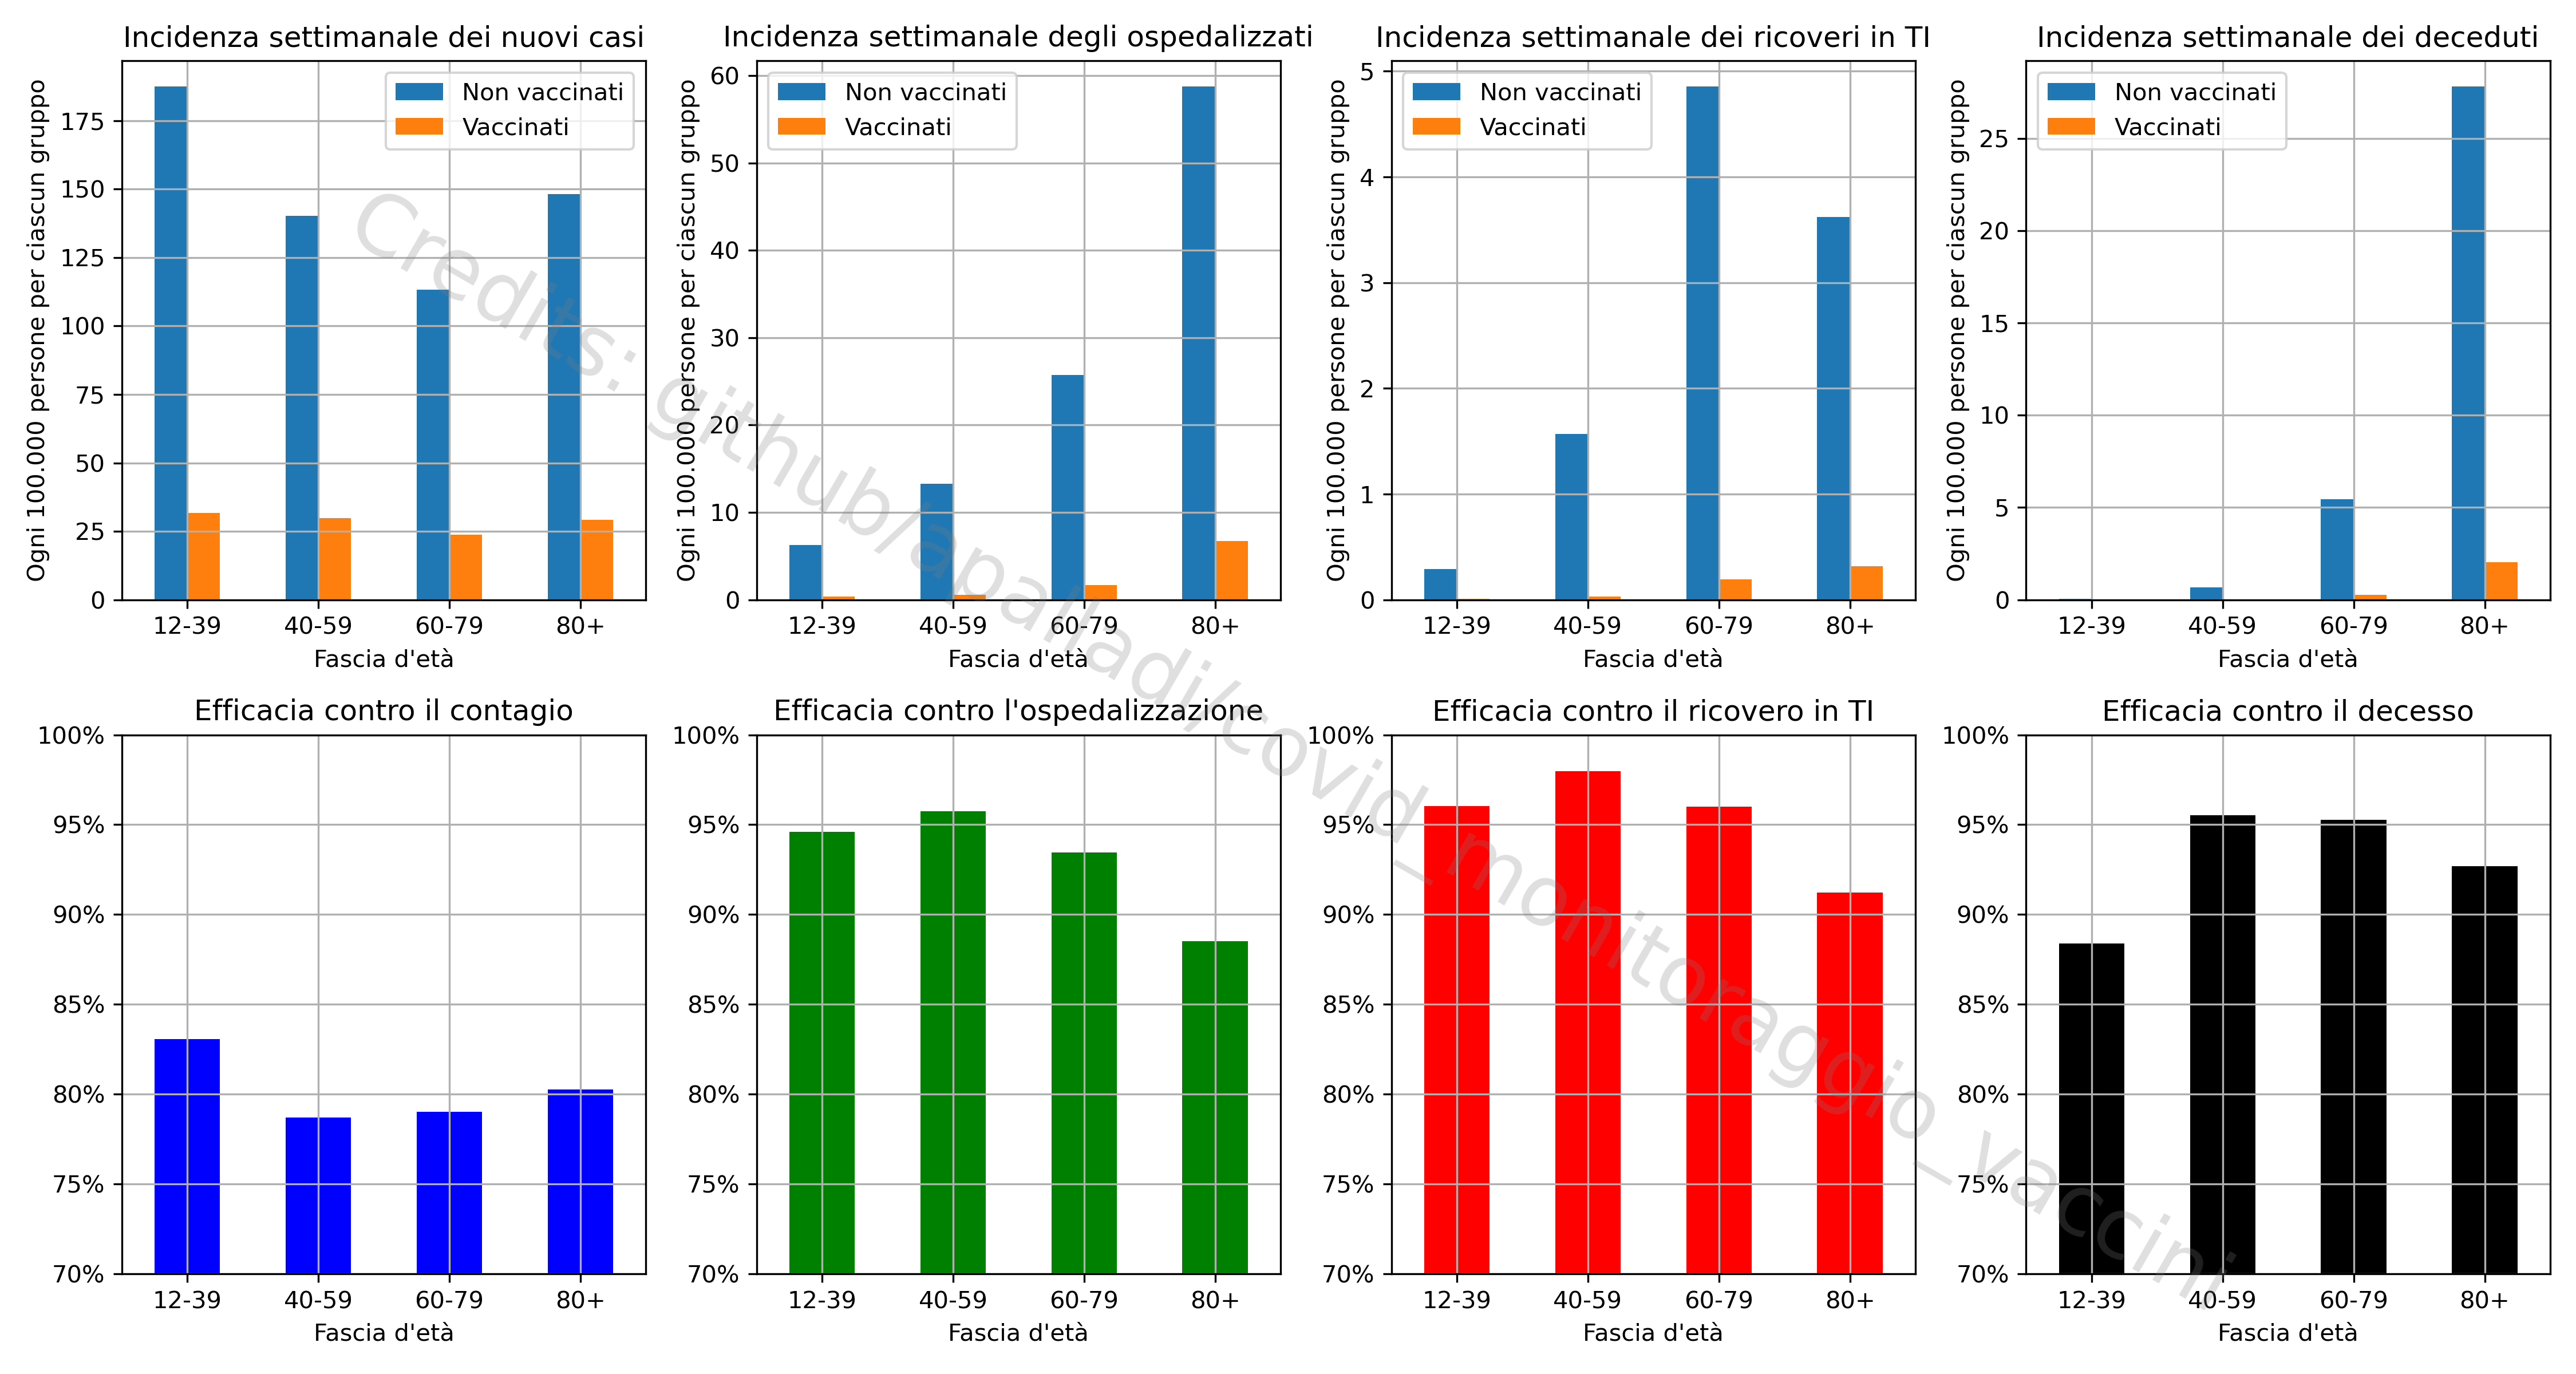 Incidenza settimanale dei nuovi casi
Ogni 100.000 persone per ciascun gruppo
175
150
125
100
75
50
25
0
Non vaccinati
Vaccinati
12-39 40-59 60-79 80+
Fascia d'età
Incidenza settimanale degli ospedalizzati
Ogni 100.000 persone per ciascun gruppo
60
50
40
30
20
10
0
Non vaccinati
Vaccinati
12-39 40-59 60-79 80+
Fascia d'età
Incidenza settimanale dei ricoveri in TI
Ogni 100.000 persone per ciascun gruppo
5
4
3
2
1
0
Non vaccinati
Vaccinati
12-39 40-59 60-79 80+
Fascia d'età
Incidenza settimanale dei deceduti
Ogni 100.000 persone per ciascun gruppo
25
20
15
10
5
0
Non vaccinati
Vaccinati
12-39 40-59 60-79 80+
Fascia d'età
Efficacia contro il contagio
100%
95%
90%
85%
80%
75%
70%
12-39 40-59 60-79 80+
Fascia d'età
Efficacia contro l'ospedalizzazione
100%
95%
90%
85%
80%
75%
70%
12-39 40-59 60-79 80+
Fascia d'età
Efficacia contro il ricovero in TI
100%
95%
90%
85%
80%
75%
70%
12-39 40-59 60-79 80+
Fascia d'età
Efficacia contro il decesso
100%
95%
90%
85%
80%
75%
70%
12-39 40-59 60-79 80+
Fascia d'età
Credits: github/apalladi/covid_monitoraggio_vaccini